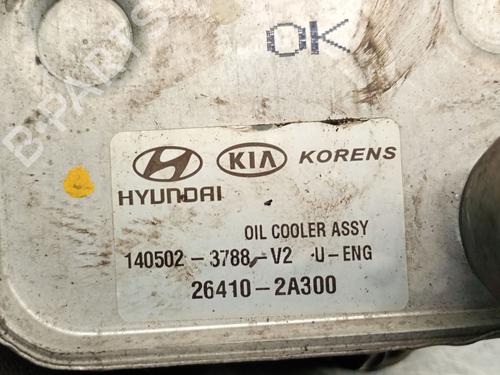 OK
B-PARTS
HYUNDAI KIA KORENS
OIL COOLER ASSY
140502-3788-V2 U-ENG
26410-2A300